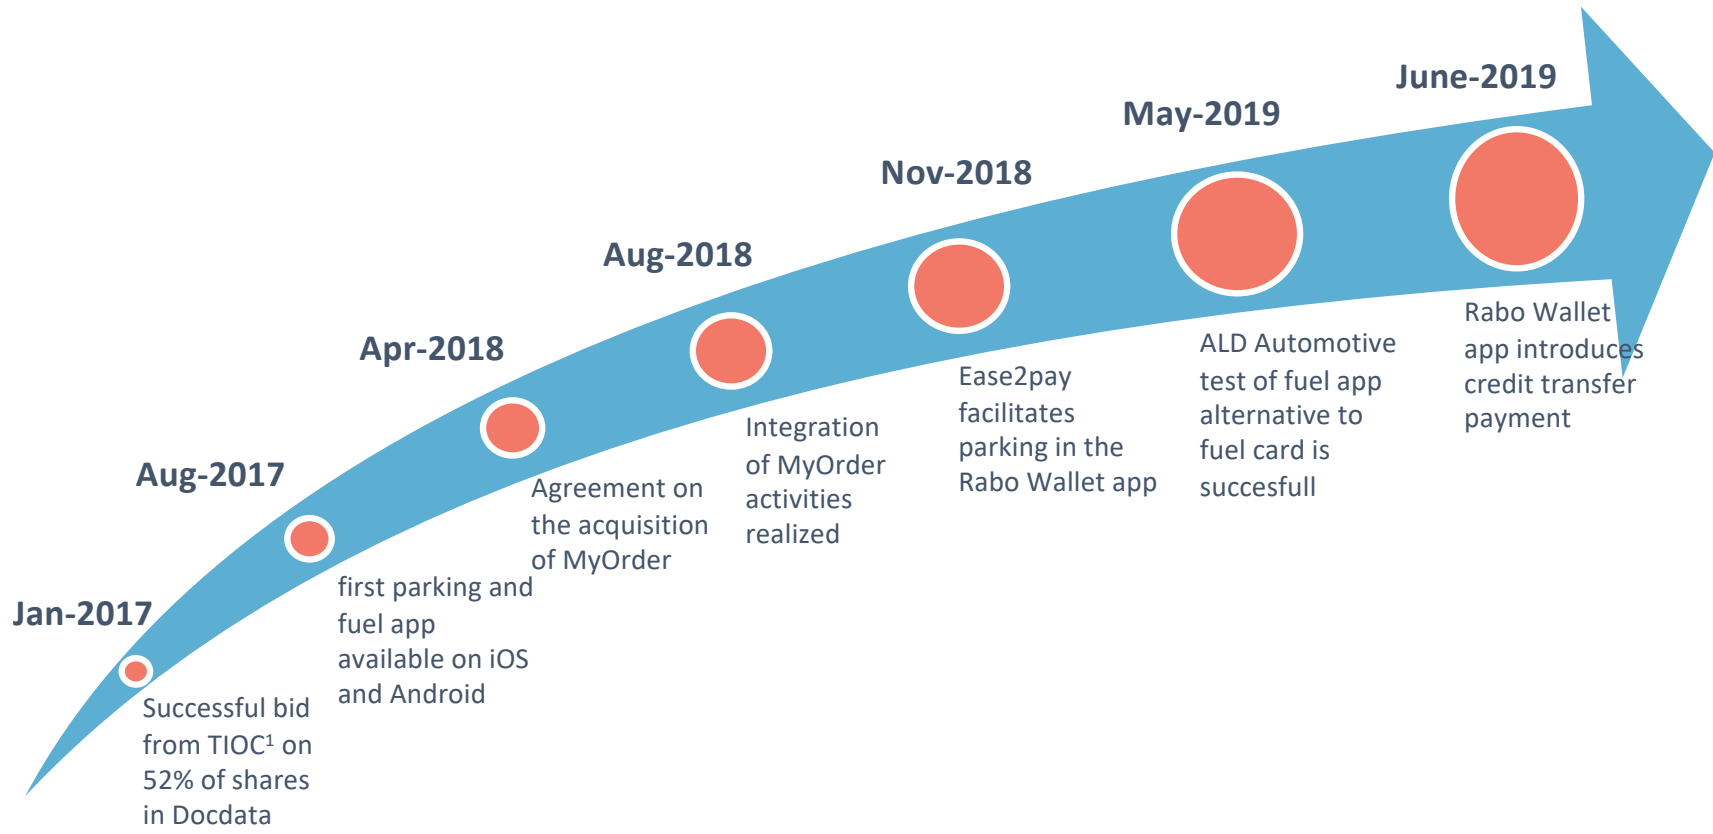 Jan-2017
Successful bid
from TIOC¹ on
52% of shares
in Docdata
Aug-2017
first parking and
fuel app
available on iOS
and Android
Apr-2018
Agreement on
the acquisition
of MyOrder
Aug-2018
Integration
of MyOrder
activities
realized
Nov-2018
Ease2pay
facilitates
parking in the
Rabo Wallet app
May-2019
ALD Automotive
test of fuel app
alternative to
fuel card is
succesfull
June-2019
Rabo Wallet
app introduces
credit transfer
payment